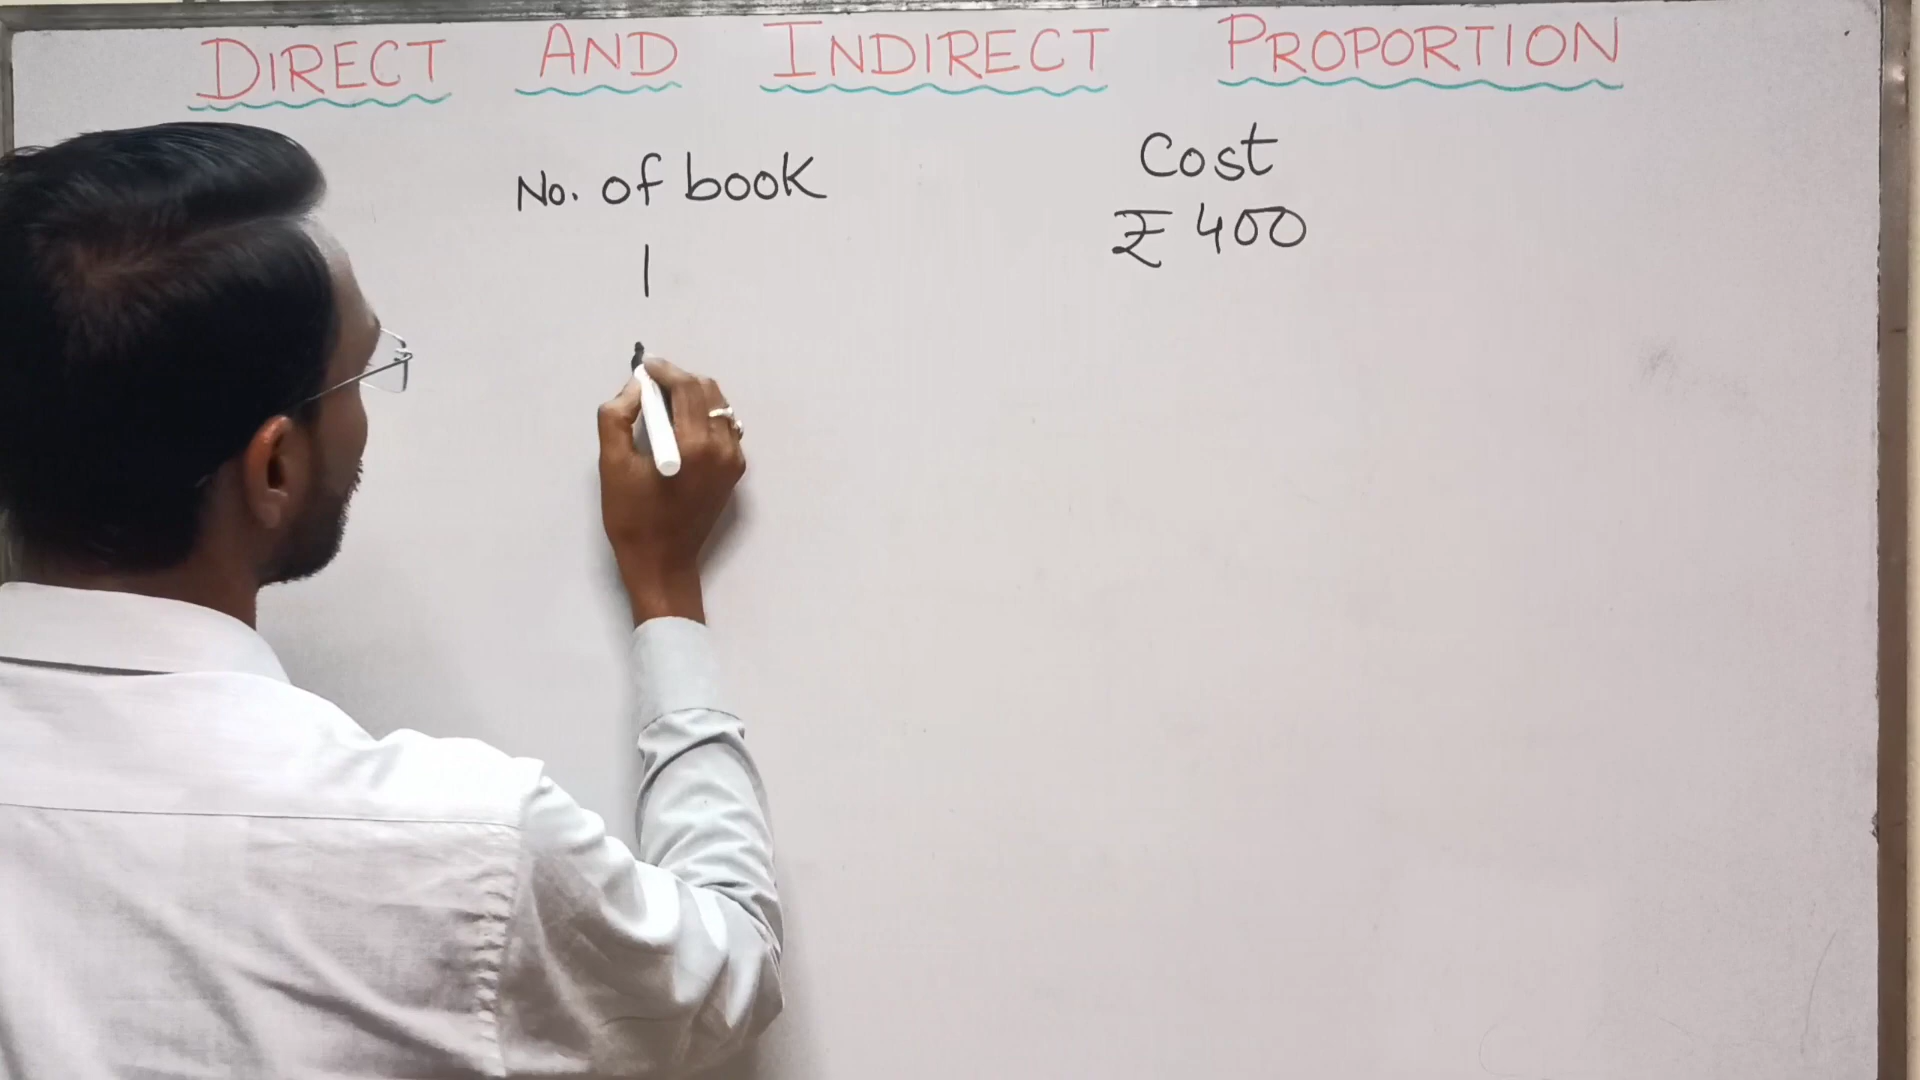 DIRECT AND INDIRECT PROPORTION
No. of book Cost
1 ₹ 400